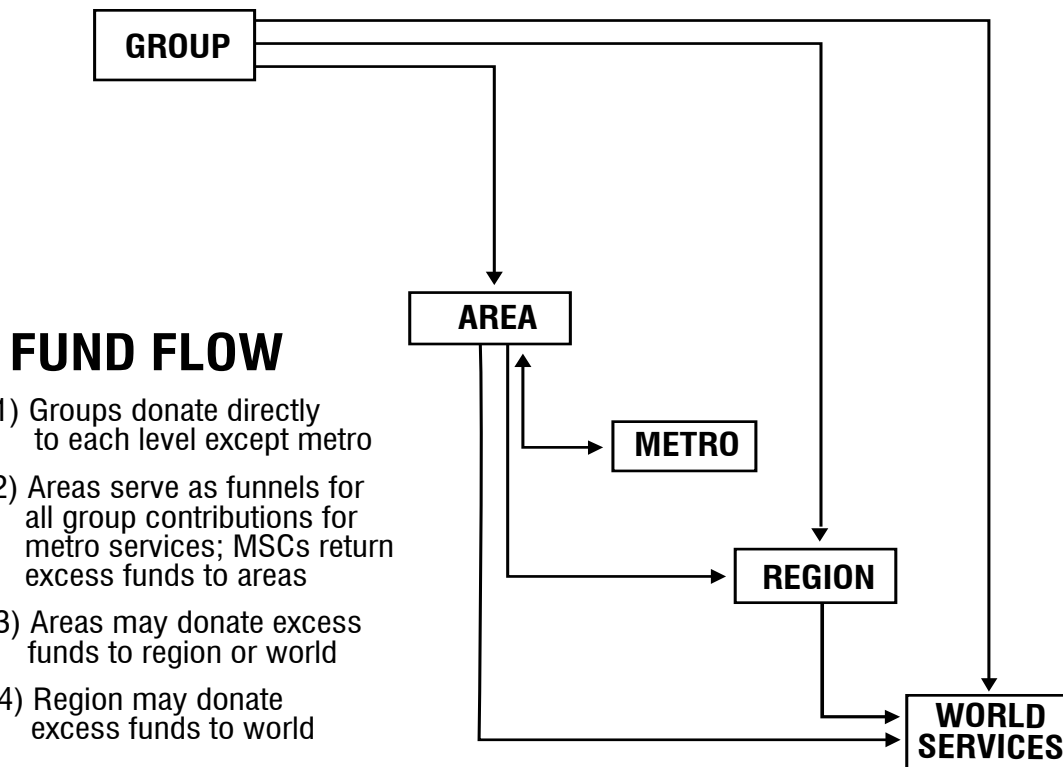 GROUP
AREA
FUND FLOW
1) Groups donate directly
to each level except metro
METRO
2) Areas serve as funnels for
all group contributions for
metro services; MSCs return
excess funds to areas
REGION
3) Areas may donate excess
funds to region or world
4) Region may donate
excess funds to world
WORLD
SERVICES